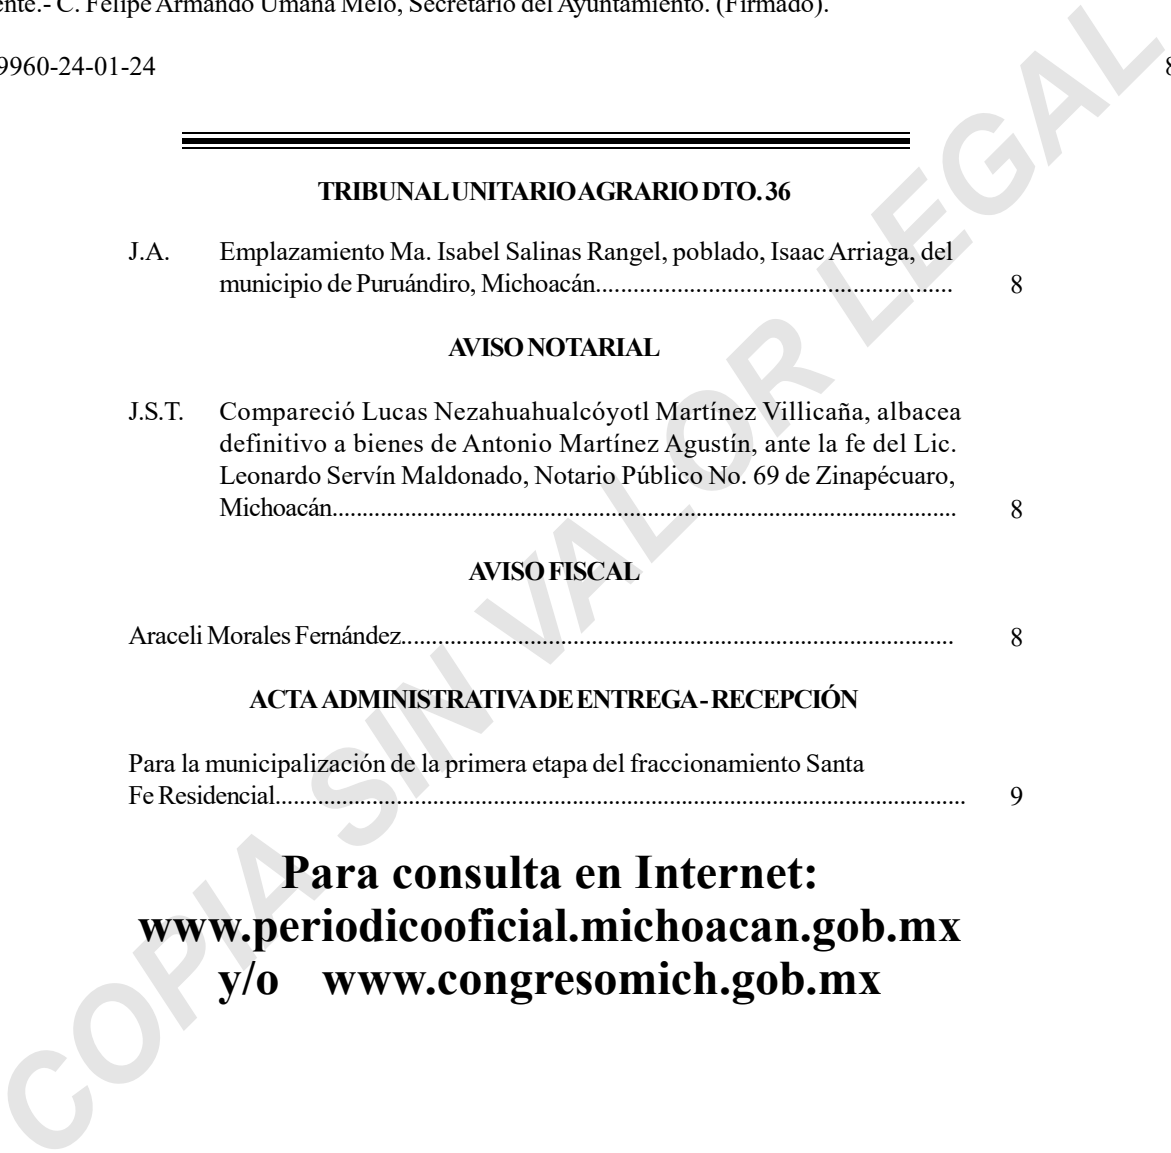 ente.- C. Felipe Armando Umaña Melo, Secretario del Ayuntamiento. (Firmado).
9960-24-01-24 8
TRIBUNAL UNITARIO AGRARIO DTO. 36
J.A. Emplazamiento Ma. Isabel Salinas Rangel, poblado, Isaac Arriaga, del
municipio de Puruándiro, Michoacán............................................................ 8
AVISO NOTARIAL
J.S.T. Compareció Lucas Nezahuahualcóyotl Martínez Villicaña, albacea
definitivo a bienes de Antonio Martínez Agustín, ante la fe del Lic.
Leonardo Servín Maldonado, Notario Público No. 69 de Zinapécuaro,
Michoacán........................................................................................................ 8
AVISO FISCAL
Araceli Morales Fernández............................................................................................ 8
ACTA ADMINISTRATIVA DE ENTREGA - RECEPCIÓN
Para la municipalización de la primera etapa del fraccionamiento Santa
Fe Residencial................................................................................................................... 9
Para consulta en Internet:
www.periodicooficial.michoacan.gob.mx
y/o www.congresomich.gob.mx
COPIA SIN VALOR LEGAL